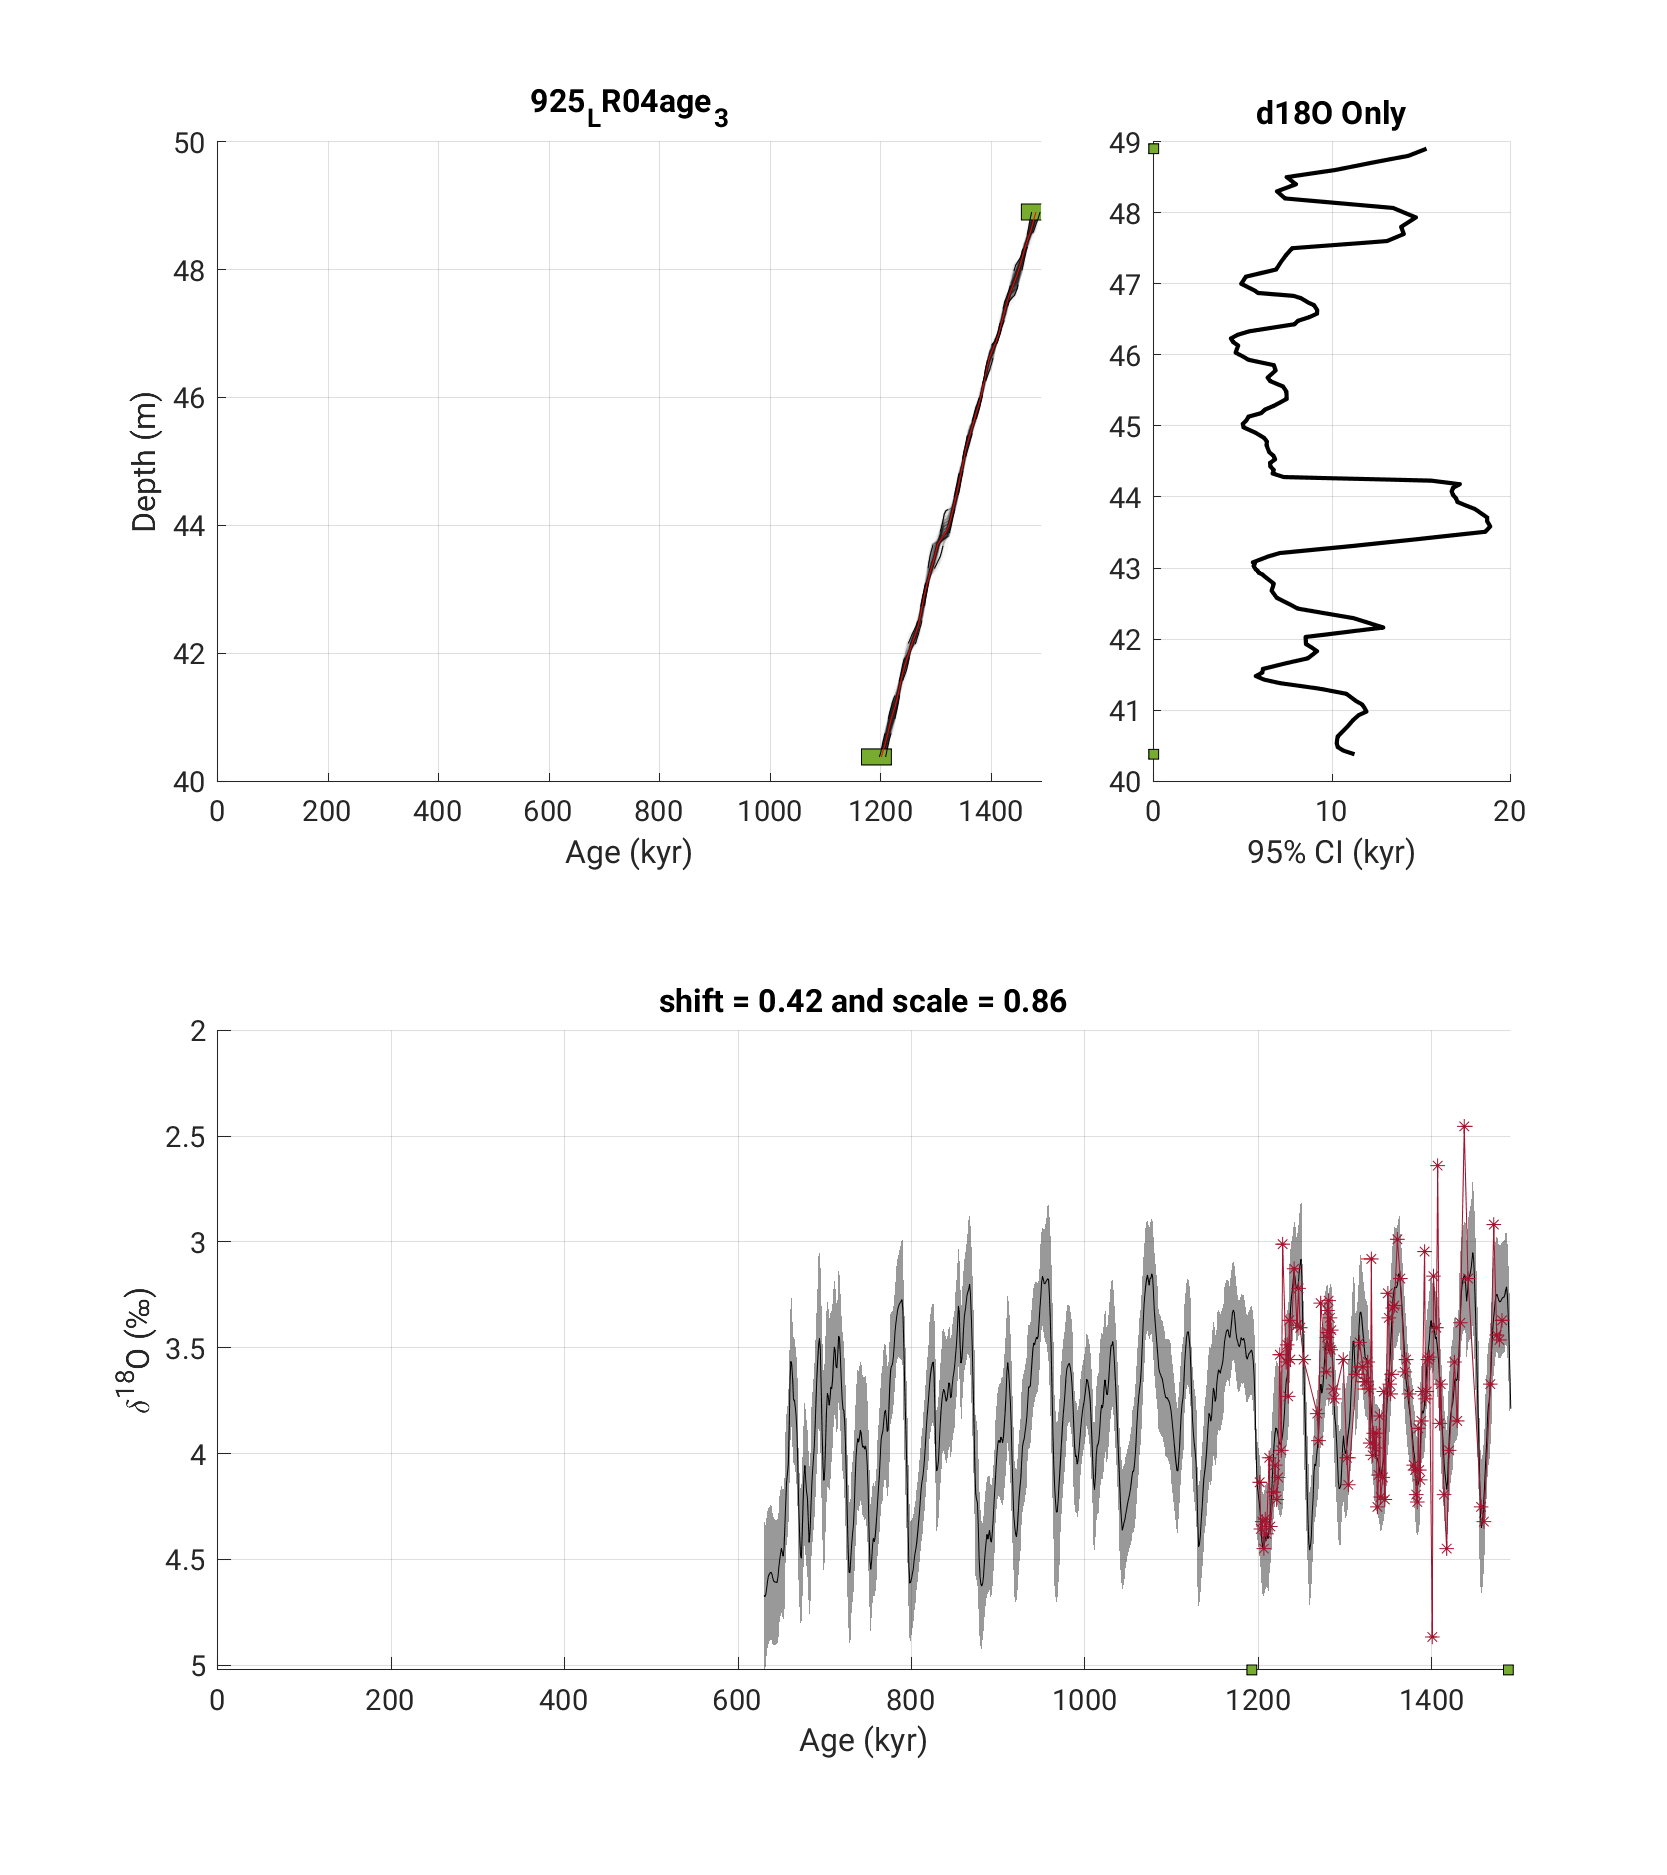 925LR04age3
50
48
46
44
42
40
0 200 400 600 800 1000 1200 1400
Age (kyr)
Depth (m)
d18O Only
49
48
47
46
45
44
43
42
41
40
0 10 20
95% CI (kyr)
shift = 0.42 and scale = 0.86
2
2.5
3
3.5
4
4.5
5
0 200 400 600 800 1000 1200 1400
Age (kyr)
δ18O (‰)